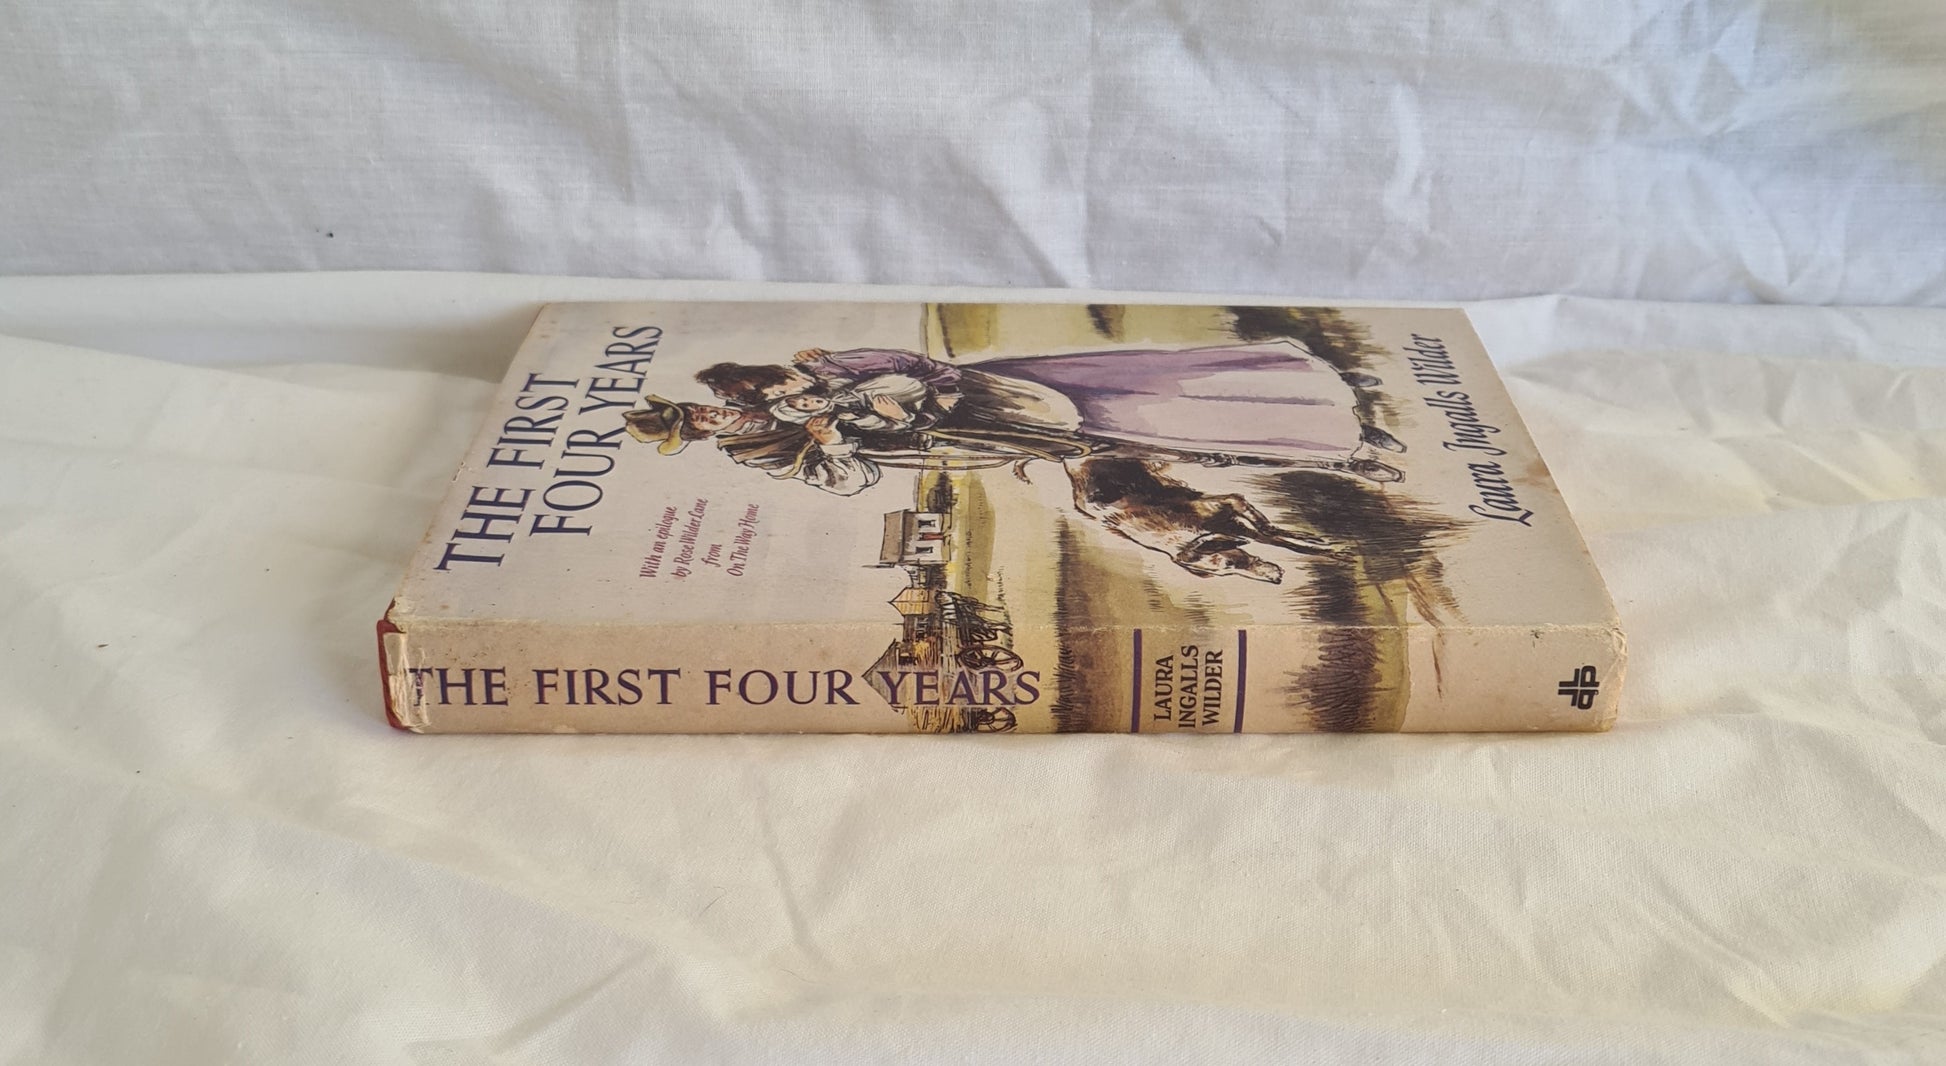 THE FIRST
FOUR YEARS
With an epilogue
by Rose Wilder Lane
from
On The Way Home
Laura Ingalls Wilder
THE FIRST FOUR YEARS
LAURA
INGALLS
WILDER